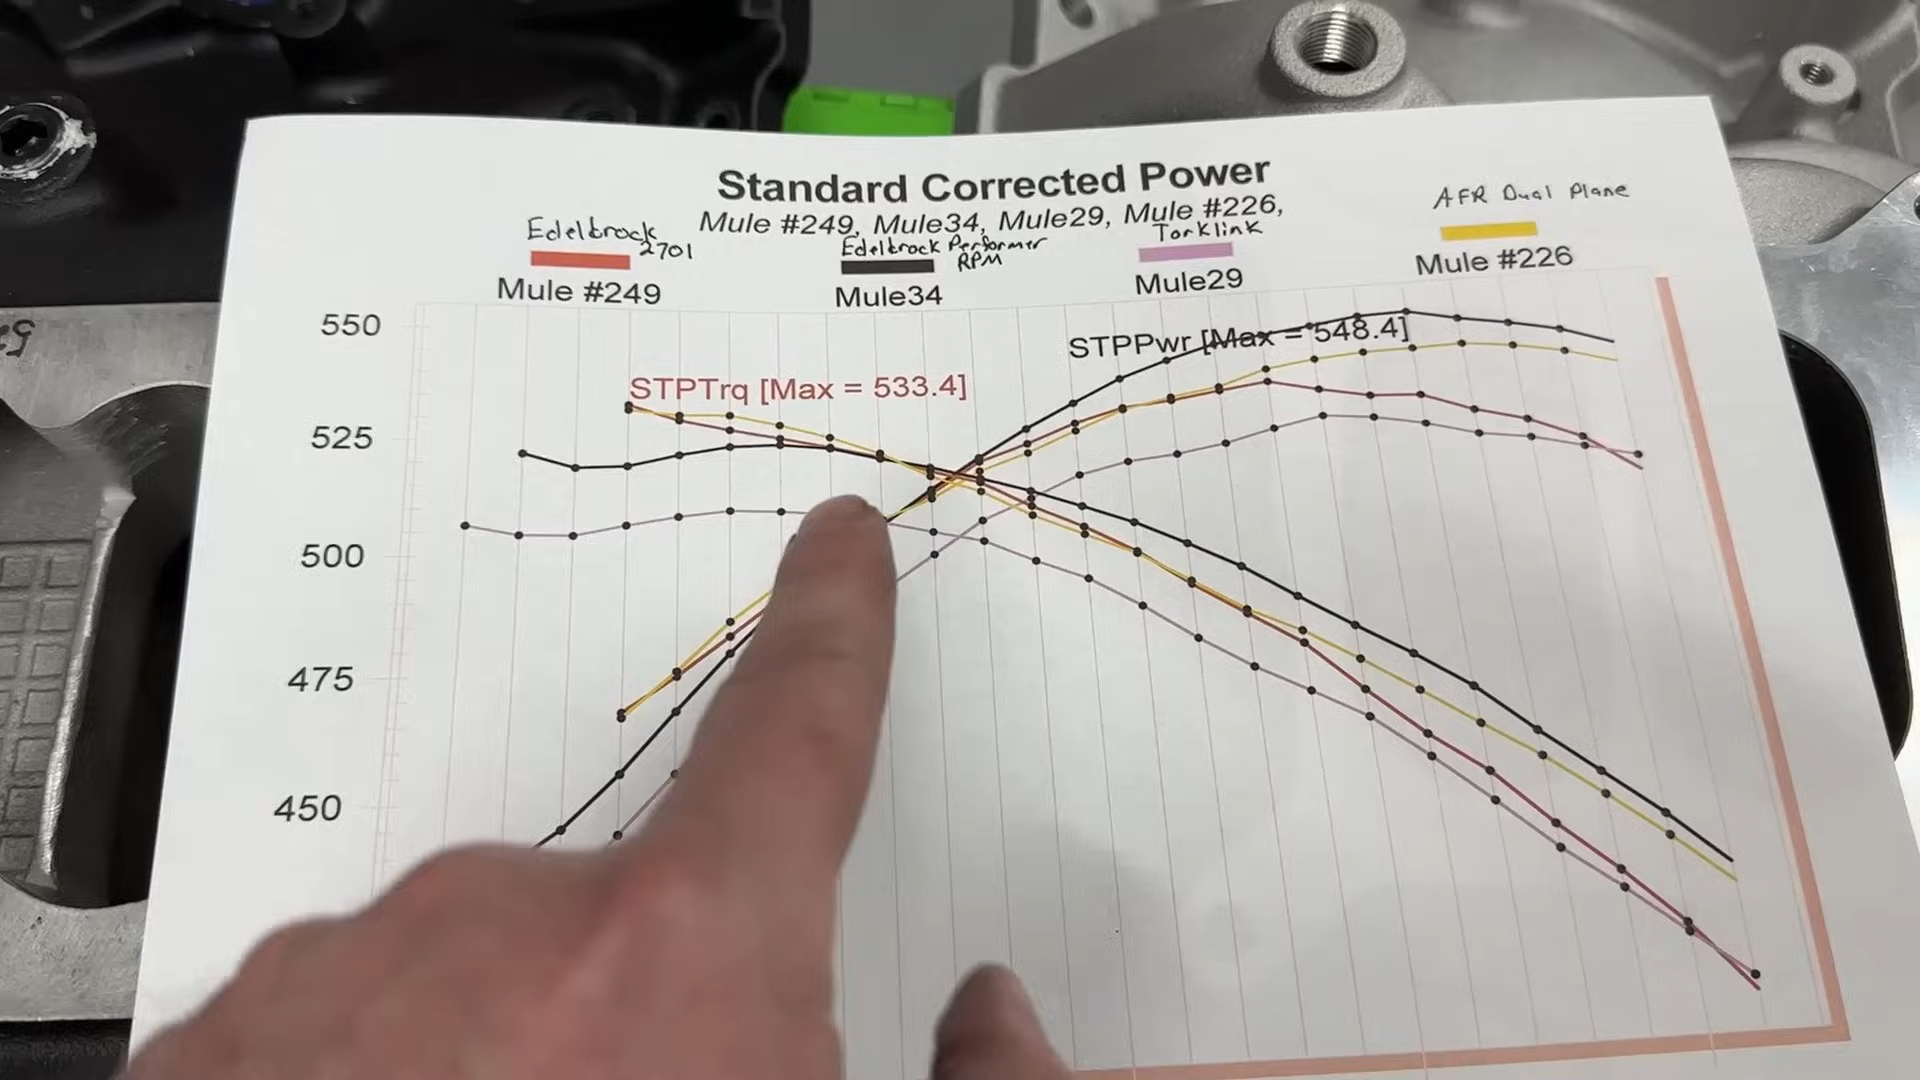 Standard Corrected Power
Mule #249, Mule34, Mule29, Mule #226,
Edelbrock
2701
Mule #249
Edelbrock Performer
RPM
Mule34
Torklink
Mule29
AFR Dual Plane
Mule #226
STPPwr [Max = 548.4]
STPTrq [Max = 533.4]
550
525
500
475
450